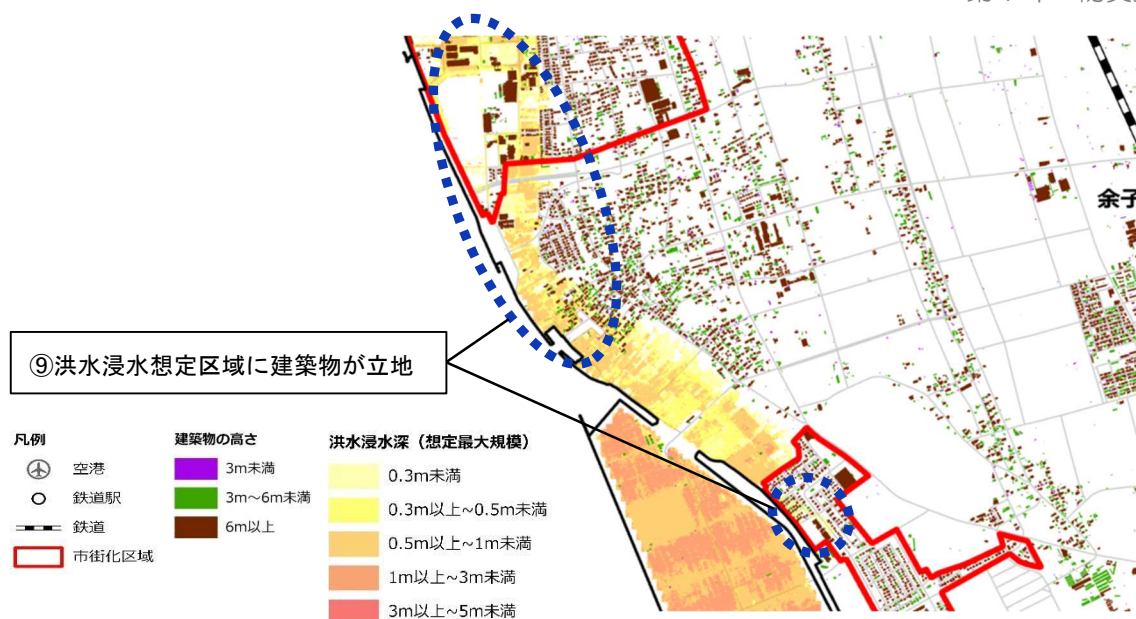 余子
⑨洪水浸水想定区域に建築物が立地
凡例
空港
鉄道駅
鉄道
市街化区域
建築物の高さ
3m未満
3m～6m未満
6m以上
洪水浸水深（想定最大規模）
0.3m未満
0.3m以上~0.5m未満
0.5m以上~1m未満
1m以上~3m未満
3m以上~5m未満